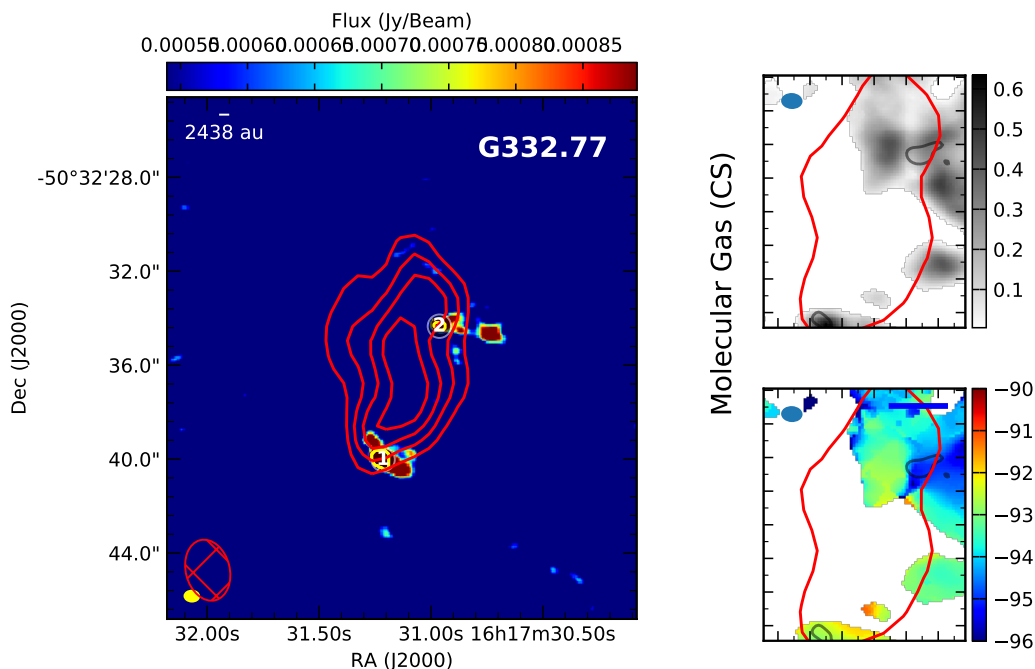 Flux (Jy/Beam)
0.00055 0.00060 0.00065 0.00070 0.00075 0.00080 0.00085
2438 au
G332.77
-50°32'28.0"
32.0"
36.0"
40.0"
44.0"
Dec (J2000)
2
1
32.00s 31.50s 31.00s 16h17m30.50s
RA (J2000)
Molecular Gas (CS)
0.6
0.5
0.4
0.3
0.2
0.1
−90
−91
−92
−93
−94
−95
−96